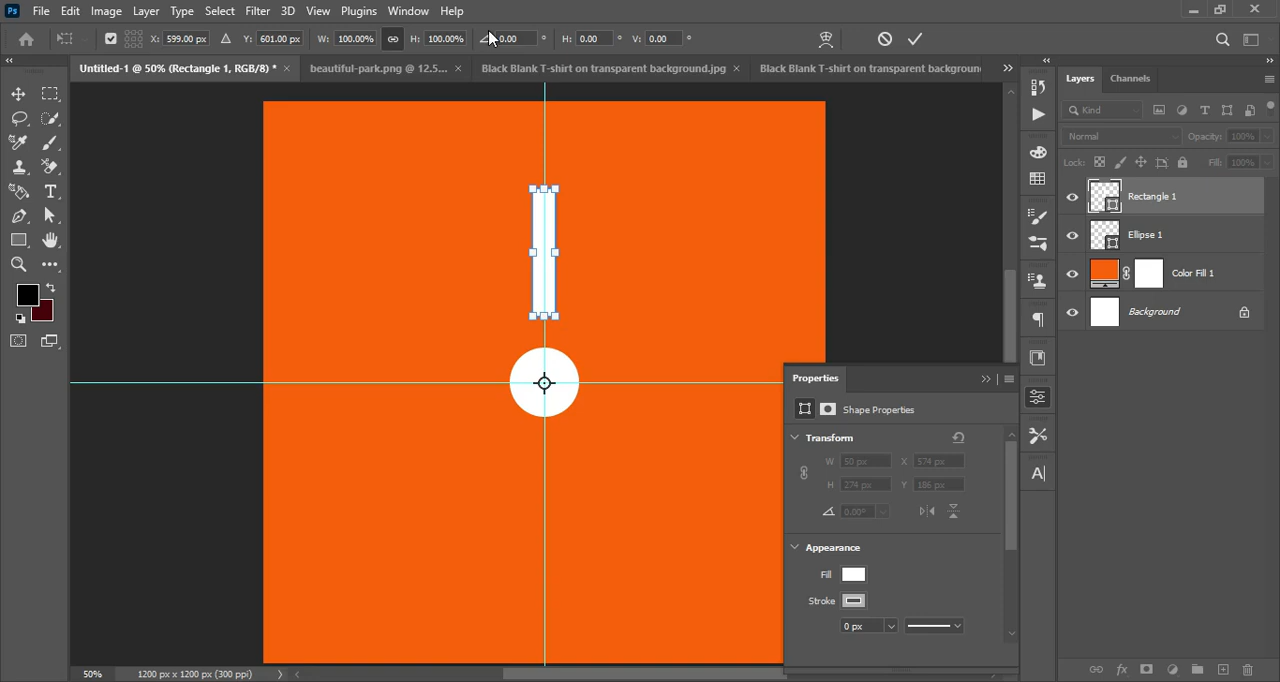 Ps File Edit Image Layer Type Select Filter 3D View Plugins Window Help
X: 599.00 px Y: 601.00 px W: 100.00% H: 100.00% 0.00 ° H: 0.00 ° V: 0.00 °
Untitled-1 @ 50% (Rectangle 1, RGB/8) * × beautiful-park.png @ 12.5... × Black Blank T-shirt on transparent background.jpg × Black Blank T-shirt on transparent background
Layers Channels
Kind
Normal Opacity: 100%
Lock: Fill: 100%
Rectangle 1
Ellipse 1
Color Fill 1
Background
Properties
Shape Properties
Transform
W 50 px X 574 px
H 274 px Y 186 px
0.00°
Appearance
Fill
Stroke
0 px
50% 1200 px x 1200 px (300 ppi)